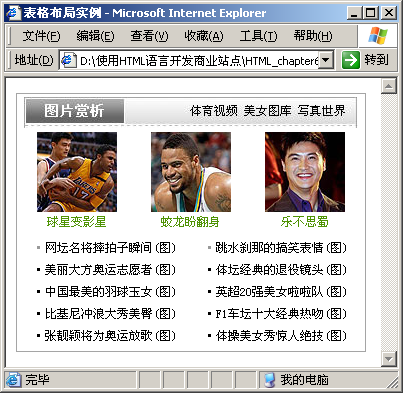 表格布局实例 - Microsoft Internet Explorer
文件(F) 编辑(E) 查看(V) 收藏(A) 工具(T) 帮助(H)
地址(D) D:\使用HTML语言开发商业站点\HTML_chapter6 转到
图片赏析 体育视频 美女图库 写真世界
球星变影星 蛟龙盼翻身 乐不思蜀
▪ 网坛名将摔拍子瞬间(图) ▪ 跳水刹那的搞笑表情(图)
▪ 美丽大方奥运志愿者(图) ▪ 体坛经典的退役镜头(图)
▪ 中国最美的羽球玉女(图) ▪ 英超20强美女啦啦队(图)
▪ 比基尼冲浪大秀美臀(图) ▪ F1车坛十大经典热吻(图)
▪ 张靓颖将为奥运放歌(图) ▪ 体操美女秀惊人绝技(图)
完毕 我的电脑